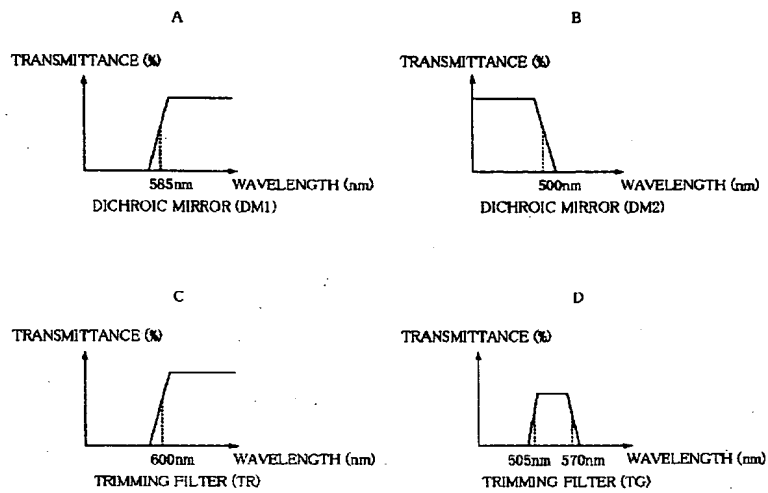 A
TRANSMITTANCE (%)
585nm WAVELENGTH (nm)
DICHROIC MIRROR (DM1)
B
TRANSMITTANCE (%)
500nm WAVELENGTH (nm)
DICHROIC MIRROR (DM2)
C
TRANSMITTANCE (%)
600nm WAVELENGTH (nm)
TRIMMING FILTER (TR)
D
TRANSMITTANCE (%)
505nm 570nm WAVELENGTH (nm)
TRIMMING FILTER (TG)